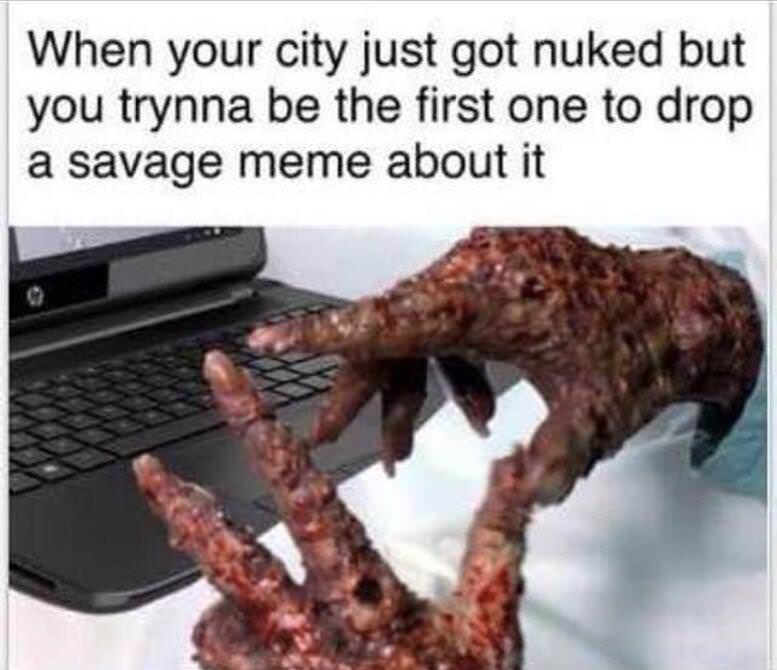 When your city just got nuked but
you trynna be the first one to drop
a savage meme about it
hp